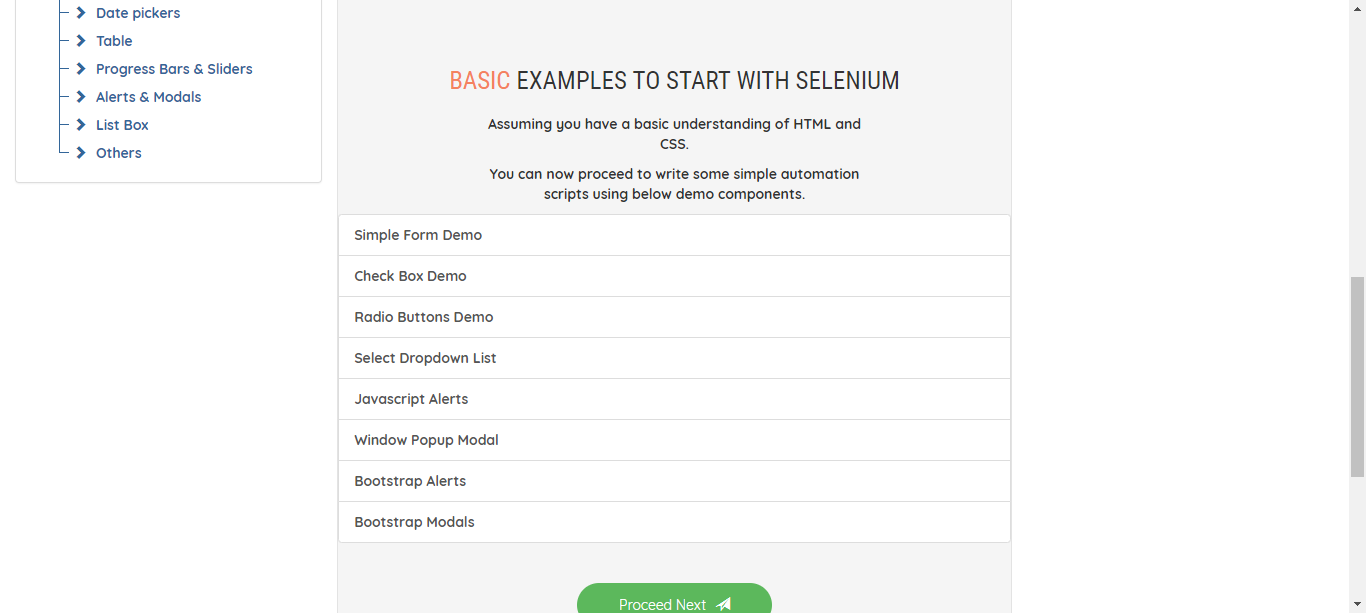 Date pickers
Table
Progress Bars & Sliders
Alerts & Modals
List Box
Others
BASIC EXAMPLES TO START WITH SELENIUM
Assuming you have a basic understanding of HTML and
CSS.
You can now proceed to write some simple automation
scripts using below demo components.
Simple Form Demo
Check Box Demo
Radio Buttons Demo
Select Dropdown List
Javascript Alerts
Window Popup Modal
Bootstrap Alerts
Bootstrap Modals
Proceed Next